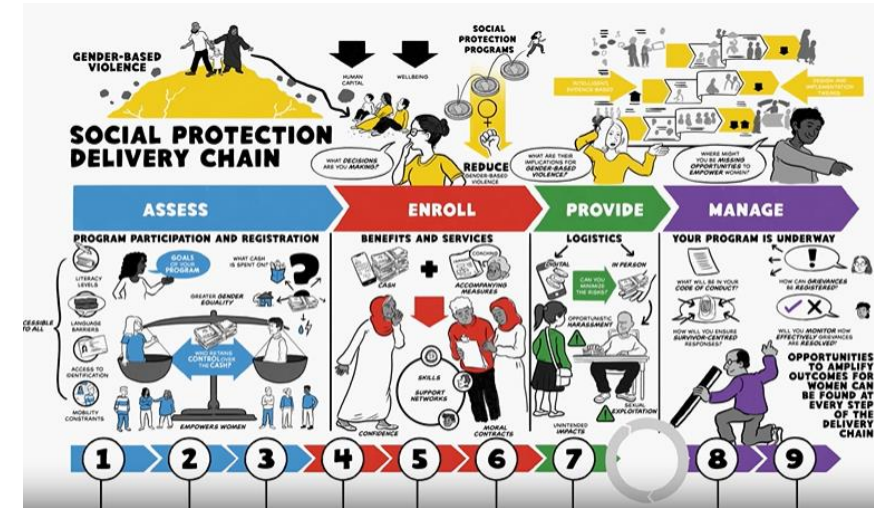 GENDER-BASED
VIOLENCE
SOCIAL PROTECTION
DELIVERY CHAIN
HUMAN
CAPITAL
WELLBEING
SOCIAL
PROTECTION
PROGRAMS
REDUCE
GENDER-BASED
VIOLENCE
WHAT DECISIONS
ARE YOU MAKING?
WHAT ARE THEIR
IMPLICATIONS FOR
GENDER-BASED
VIOLENCE?
WHERE MIGHT
YOU BE MISSING
OPPORTUNITIES TO
EMPOWER WOMEN?
DESIGN AND
IMPLEMENTATION
ASSESS
ENROLL
PROVIDE
MANAGE
PROGRAM PARTICIPATION AND REGISTRATION
BENEFITS AND SERVICES
LOGISTICS
YOUR PROGRAM IS UNDERWAY
LITERACY
LEVELS
LANGUAGE
BARRIERS
ACCESS TO
IDENTIFICATION
MOBILITY
CONSTRAINTS
TO ALL
GOALS
OF YOUR
PROGRAM
WHAT CASH
IS SPENT ON?
?
GREATER GENDER
EQUALITY
WHO RETAINS
CONTROL OVER
THE CASH?
EMPOWERS WOMEN
CASH
+
COACHING
ACCOMPANYING
MEASURES
SKILLS
SUPPORT
NETWORKS
CONFIDENCE
MORAL
CONTRACTS
DIGITAL
IN PERSON
CAN YOU
MINIMIZE
THE RISKS?
OPPORTUNISTIC
HARASSMENT
SEXUAL
EXPLOITATION
UNINTENDED
IMPACTS
WHAT WILL BE IN YOUR
CODE OF CONDUCT?
HOW CAN GRIEVANCES
BE REGISTERED?
HOW WILL YOU ENSURE
SURVIVOR-CENTRED
RESPONSES?
WILL YOU MONITOR HOW
EFFECTIVELY GRIEVANCES
ARE RESOLVED?
OPPORTUNITIES
TO AMPLIFY
OUTCOMES FOR
WOMEN CAN
BE FOUND AT
EVERY STEP
OF THE
DELIVERY
CHAIN
1 2 3 4 5 6 7 8 9